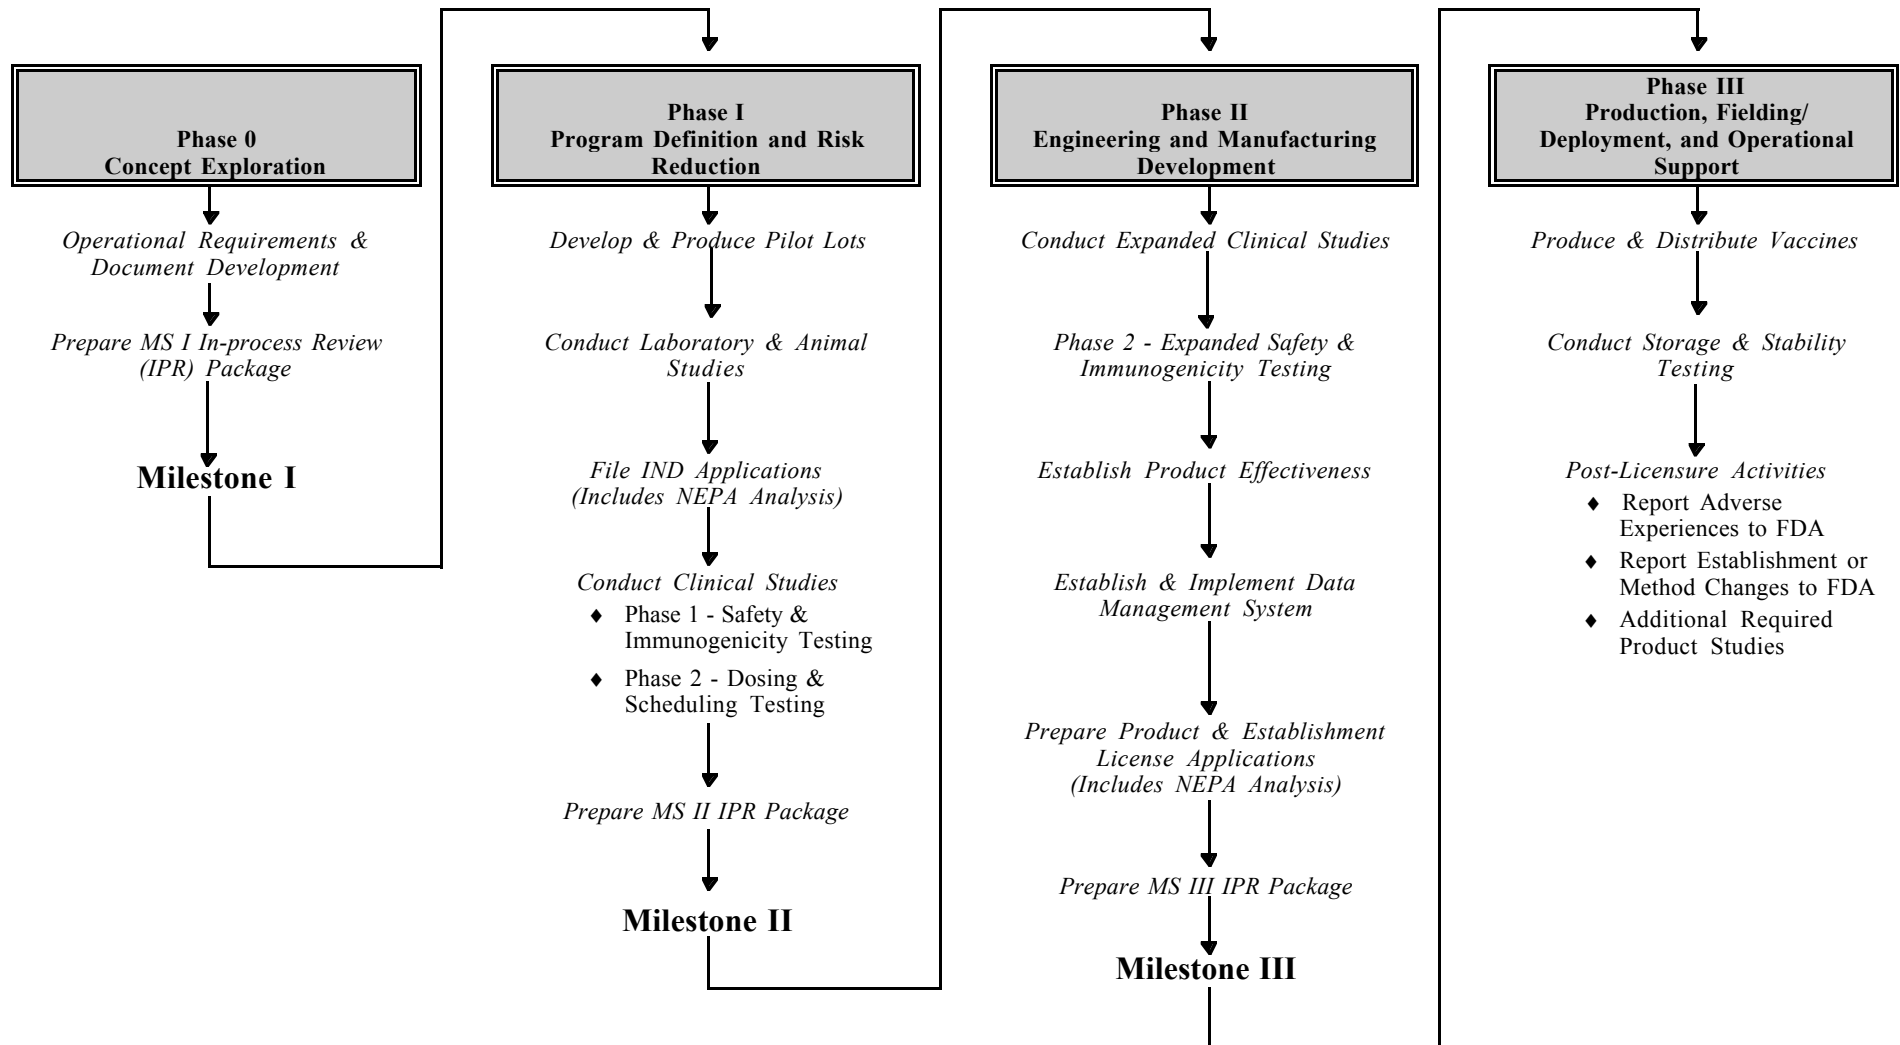 Phase 0
Concept Exploration
Operational Requirements &
Document Development
Prepare MS I In-process Review
(IPR) Package
Milestone I
Phase I
Program Definition and Risk
Reduction
Develop & Produce Pilot Lots
Conduct Laboratory & Animal
Studies
File IND Applications
(Includes NEPA Analysis)
Conduct Clinical Studies
♦ Phase 1 - Safety &
Immunogenicity Testing
♦ Phase 2 - Dosing &
Scheduling Testing
Prepare MS II IPR Package
Milestone II
Phase II
Engineering and Manufacturing
Development
Conduct Expanded Clinical Studies
Phase 2 - Expanded Safety &
Immunogenicity Testing
Establish Product Effectiveness
Establish & Implement Data
Management System
Prepare Product & Establishment
License Applications
(Includes NEPA Analysis)
Prepare MS III IPR Package
Milestone III
Phase III
Production, Fielding/
Deployment, and Operational
Support
Produce & Distribute Vaccines
Conduct Storage & Stability
Testing
Post-Licensure Activities
♦ Report Adverse
Experiences to FDA
♦ Report Establishment or
Method Changes to FDA
♦ Additional Required
Product Studies